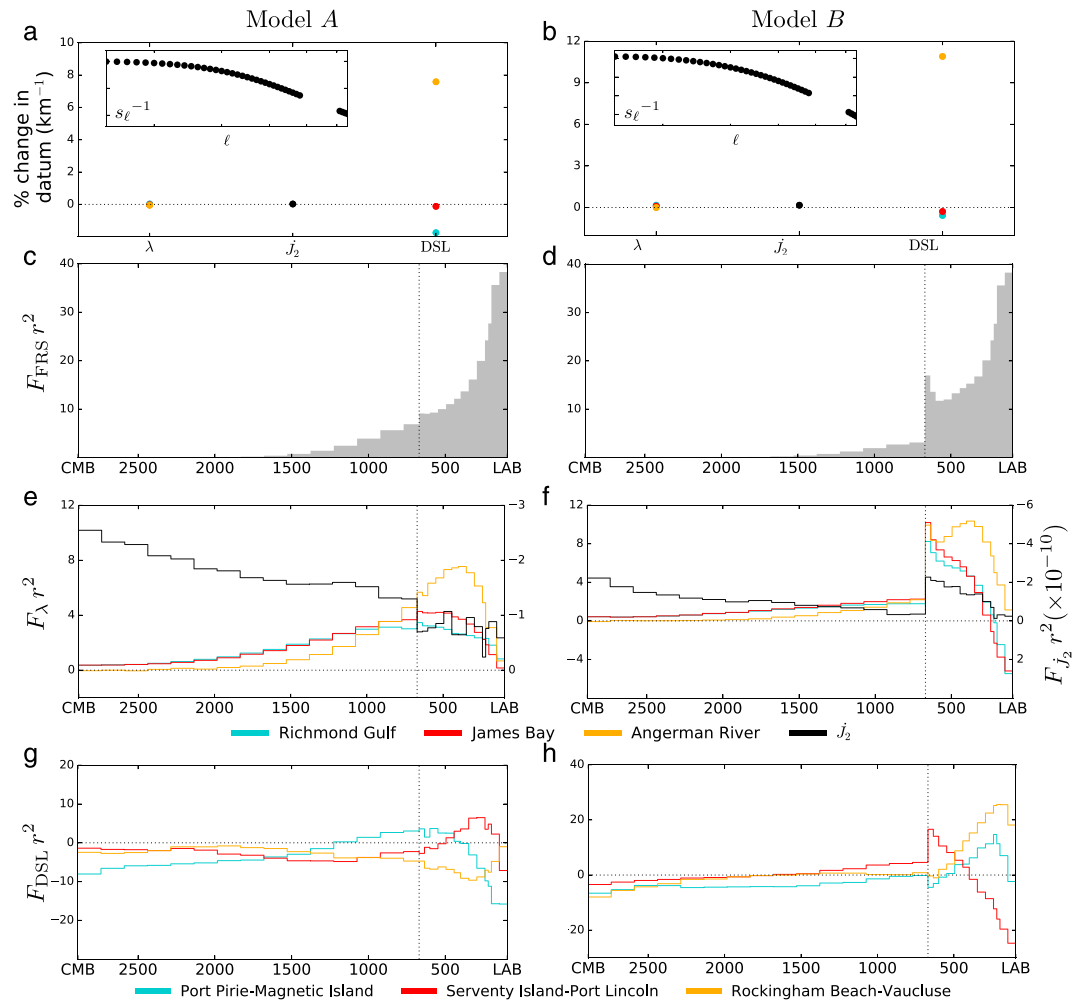 Model A
Model B
a
b
% change in
datum (km⁻¹)
10
8
6
4
2
0
12
9
6
3
0
sℓ⁻¹
ℓ
sℓ⁻¹
ℓ
λ
J̇₂
DSL
λ
J̇₂
DSL
c
d
F_FRS r²
40
30
20
10
40
30
20
10
CMB 2500 2000 1500 1000 500 LAB
CMB 2500 2000 1500 1000 500 LAB
e
f
F_λ r²
12
8
4
0
−3
−2
−1
0
12
8
4
0
−4
−6
−4
−2
0
2
F_J̇₂ r² (×10⁻¹⁰)
CMB 2500 2000 1500 1000 500 LAB
CMB 2500 2000 1500 1000 500 LAB
Richmond Gulf James Bay Angerman River J̇₂
g
h
F_DSL r²
20
10
0
−10
−20
40
20
0
-20
CMB 2500 2000 1500 1000 500 LAB
CMB 2500 2000 1500 1000 500 LAB
Port Pirie-Magnetic Island Serventy Island-Port Lincoln Rockingham Beach-Vaucluse